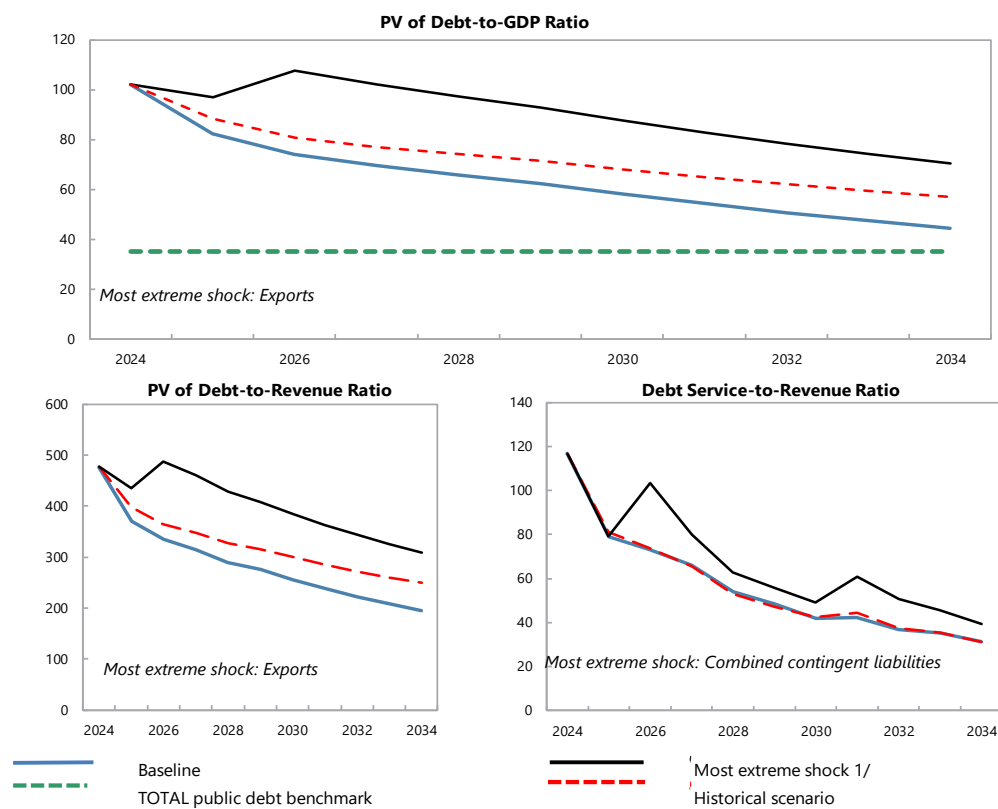 PV of Debt-to-GDP Ratio
120
100
80
60
40
20
0
Most extreme shock: Exports
2024 2026 2028 2030 2032 2034
PV of Debt-to-Revenue Ratio
600
500
400
300
200
100
0
Most extreme shock: Exports
2024 2026 2028 2030 2032 2034
Debt Service-to-Revenue Ratio
140
120
100
80
60
40
20
0
Most extreme shock: Combined contingent liabilities
2024 2026 2028 2030 2032 2034
Baseline
TOTAL public debt benchmark
Most extreme shock 1/
Historical scenario